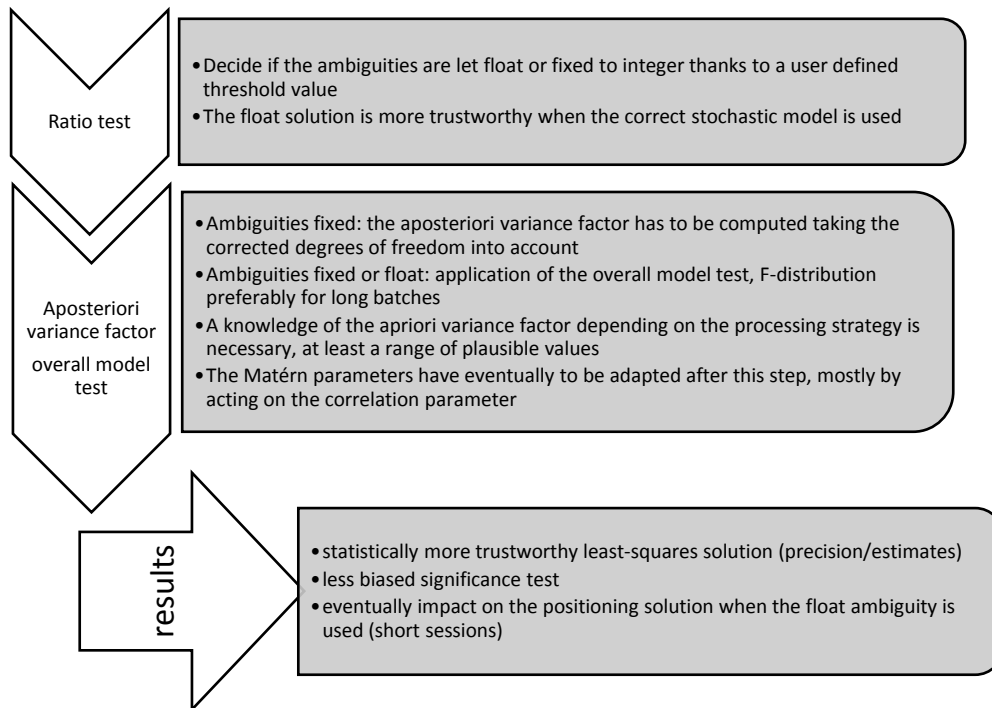 Ratio test
•Decide if the ambiguities are let float or fixed to integer thanks to a user defined
threshold value
•The float solution is more trustworthy when the correct stochastic model is used
Aposteriori
variance factor
overall model
test
•Ambiguities fixed: the aposteriori variance factor has to be computed taking the
corrected degrees of freedom into account
•Ambiguities fixed or float: application of the overall model test, F-distribution
preferably for long batches
•A knowledge of the apriori variance factor depending on the processing strategy is
necessary, at least a range of plausible values
•The Matérn parameters have eventually to be adapted after this step, mostly by
acting on the correlation parameter
results
•statistically more trustworthy least-squares solution (precision/estimates)
•less biased significance test
•eventually impact on the positioning solution when the float ambiguity is
used (short sessions)